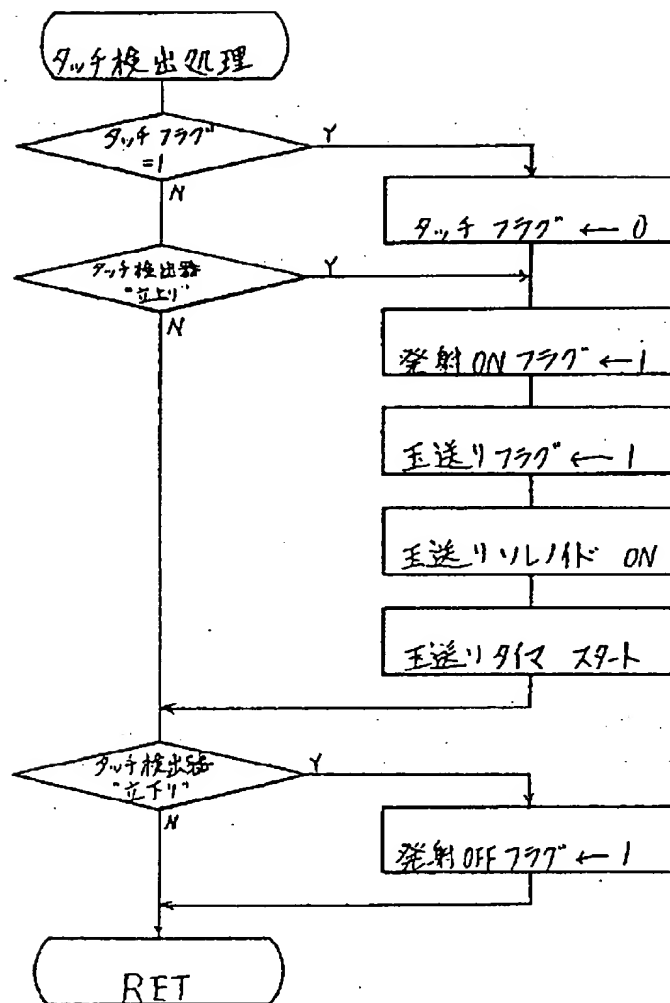 タッチ検出処理
タッチフラグ
=1
Y
N
タッチ フラグ ← 0
タッチ検出器
"立上り"
Y
N
発射ONフラグ ← 1
玉送りフラグ ← 1
玉送りソレノイド ON
玉送りタイマ スタート
タッチ検出器
"立下り"
Y
N
発射OFFフラグ ← 1
RET